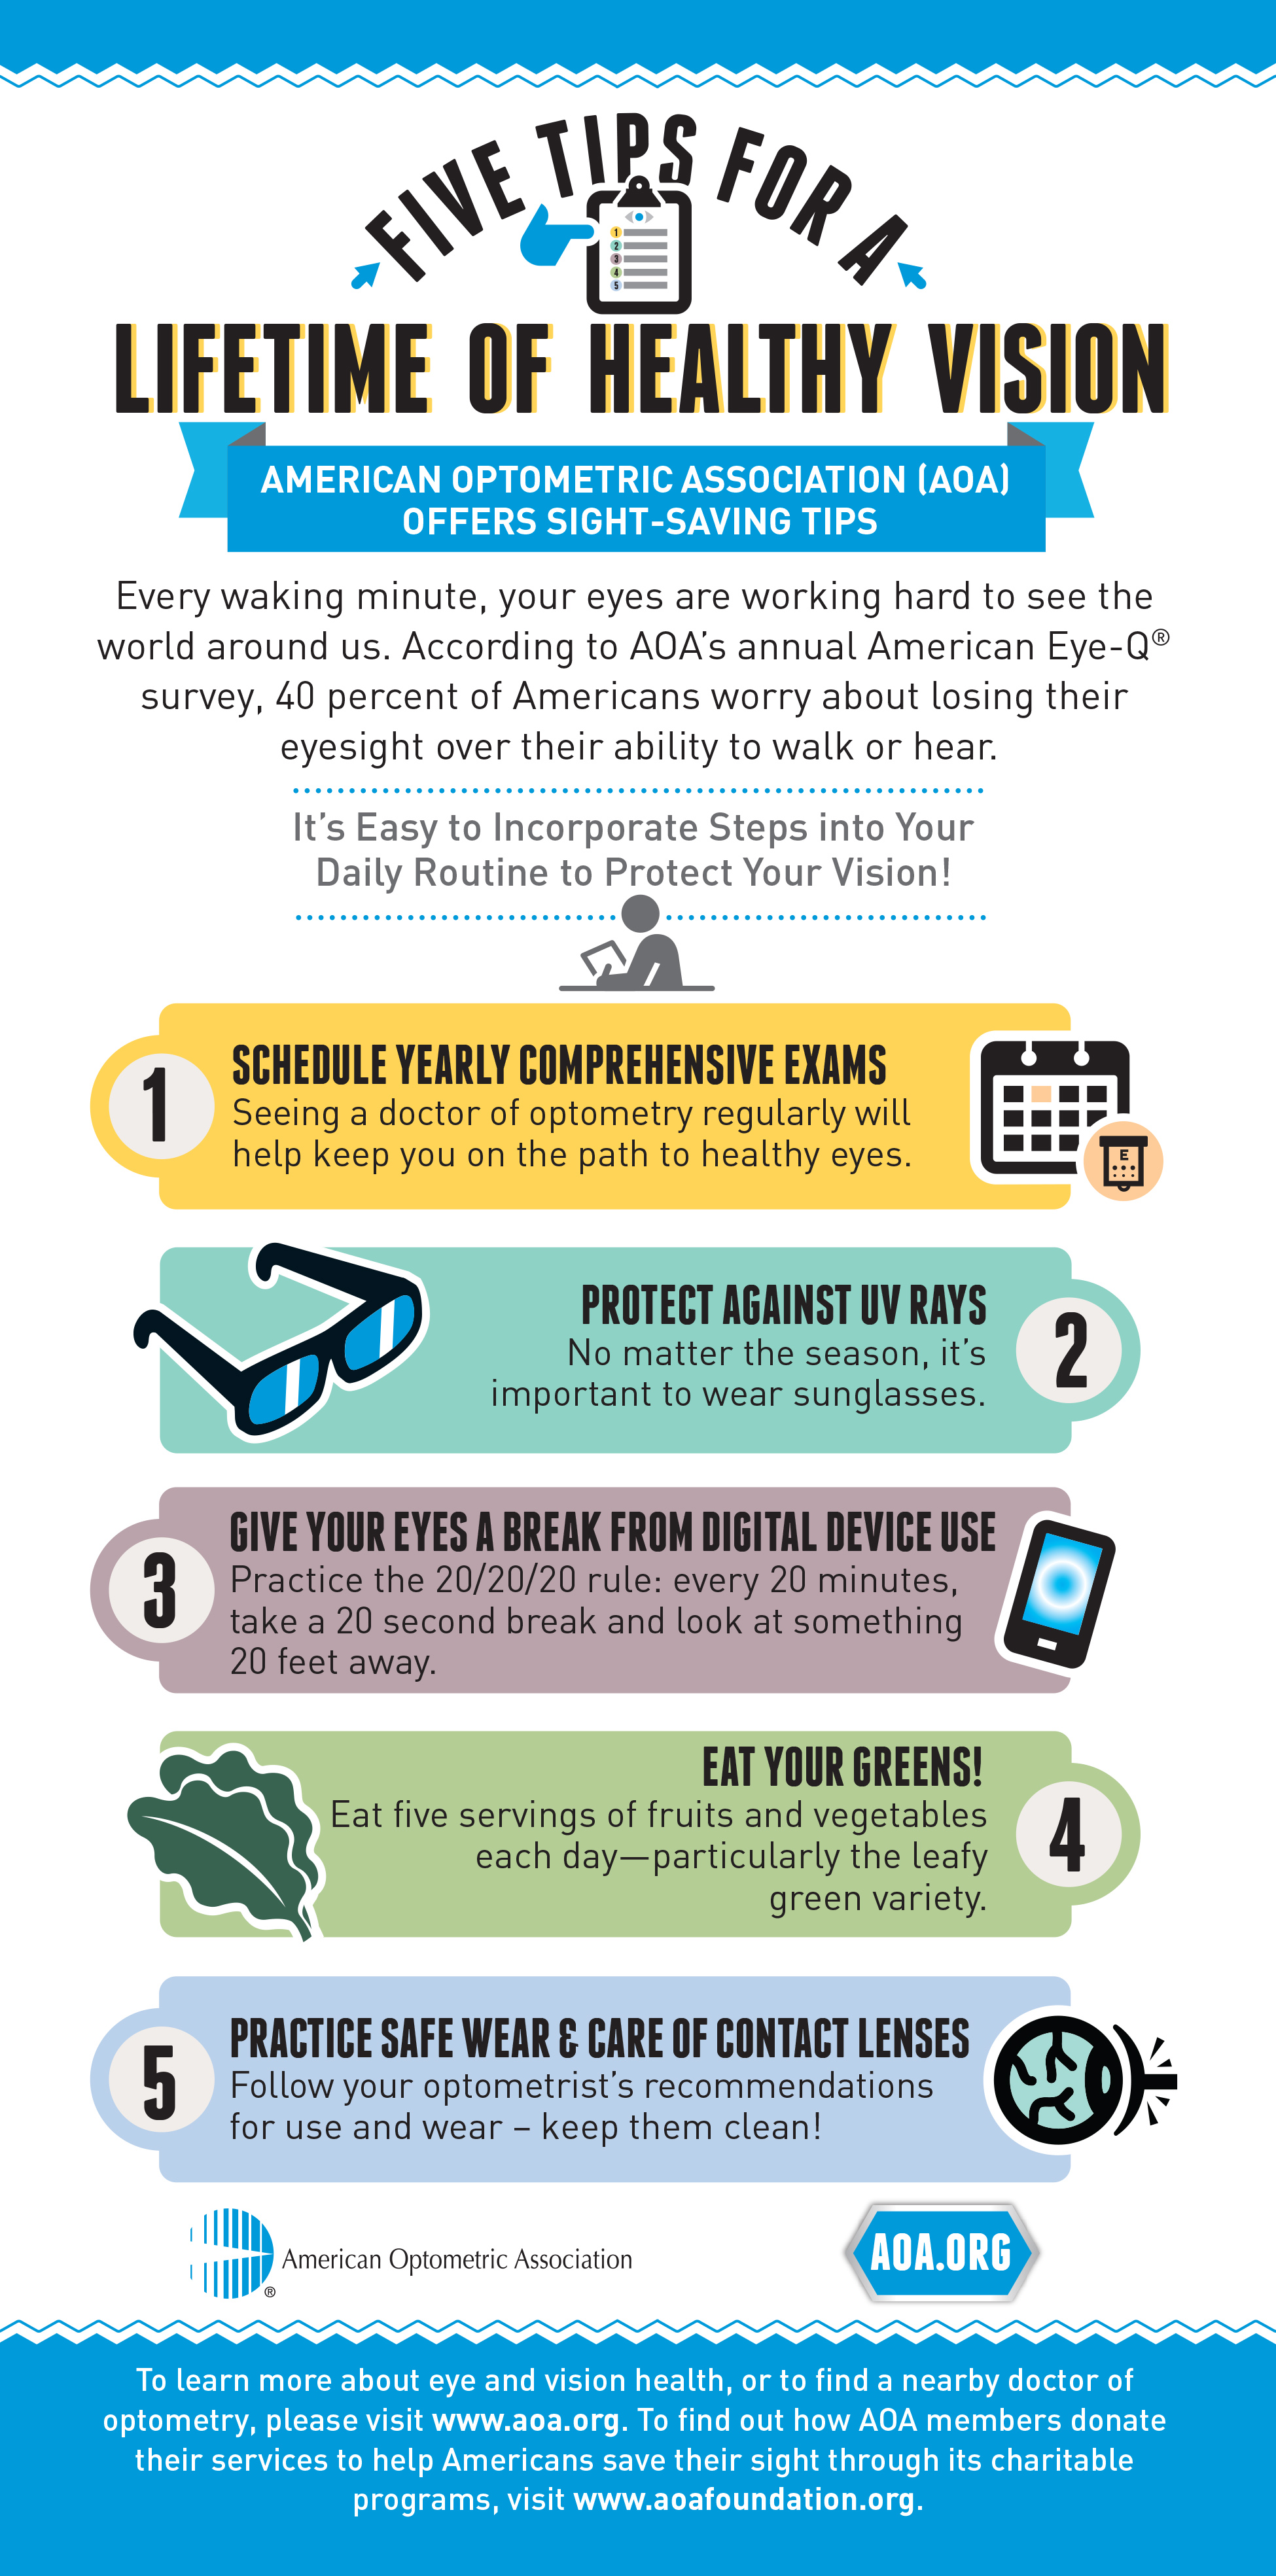 FIVE TIPS FOR A
1
2
3
4
5
LIFETIME OF HEALTHY VISION
AMERICAN OPTOMETRIC ASSOCIATION (AOA)
OFFERS SIGHT-SAVING TIPS
Every waking minute, your eyes are working hard to see the
world around us. According to AOA’s annual American Eye-Q®
survey, 40 percent of Americans worry about losing their
eyesight over their ability to walk or hear.
It’s Easy to Incorporate Steps into Your
Daily Routine to Protect Your Vision!
1
SCHEDULE YEARLY COMPREHENSIVE EXAMS
Seeing a doctor of optometry regularly will
help keep you on the path to healthy eyes.
E
PROTECT AGAINST UV RAYS
No matter the season, it’s
important to wear sunglasses.
2
3
GIVE YOUR EYES A BREAK FROM DIGITAL DEVICE USE
Practice the 20/20/20 rule: every 20 minutes,
take a 20 second break and look at something
20 feet away.
EAT YOUR GREENS!
Eat five servings of fruits and vegetables
each day—particularly the leafy
green variety.
4
5
PRACTICE SAFE WEAR & CARE OF CONTACT LENSES
Follow your optometrist’s recommendations
for use and wear – keep them clean!
American Optometric Association
®
AOA.ORG
To learn more about eye and vision health, or to find a nearby doctor of
optometry, please visit www.aoa.org. To find out how AOA members donate
their services to help Americans save their sight through its charitable
programs, visit www.aoafoundation.org.